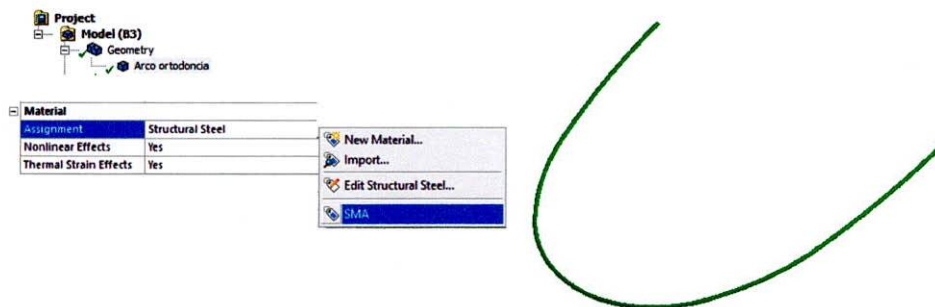 Project
Model (B3)
Geometry
Arco ortodoncia
Material
Assignment Structural Steel
Nonlinear Effects Yes
Thermal Strain Effects Yes
New Material...
Import...
Edit Structural Steel...
SMA